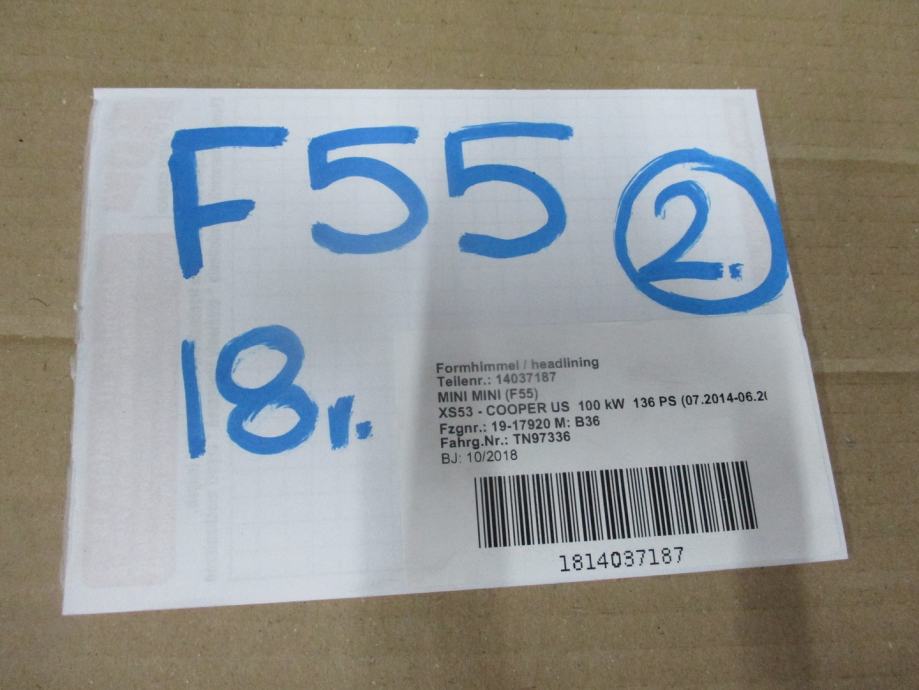 F55 2.
18r.
Formhimmel / headlining
Teilenr.: 14037187
MINI MINI (F55)
XS53 - COOPER US 100 kW 136 PS (07.2014-06.20
Fzgnr.: 19-17920 M: B36
Fahrg.Nr.: TN97336
BJ: 10/2018
1814037187